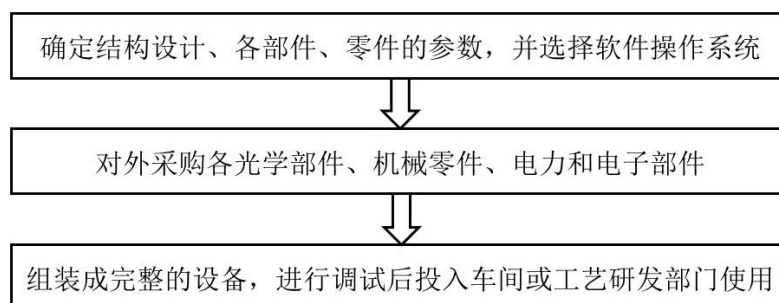 确定结构设计、各部件、零件的参数，并选择软件操作系统
对外采购各光学部件、机械零件、电力和电子部件
组装成完整的设备，进行调试后投入车间或工艺研发部门使用